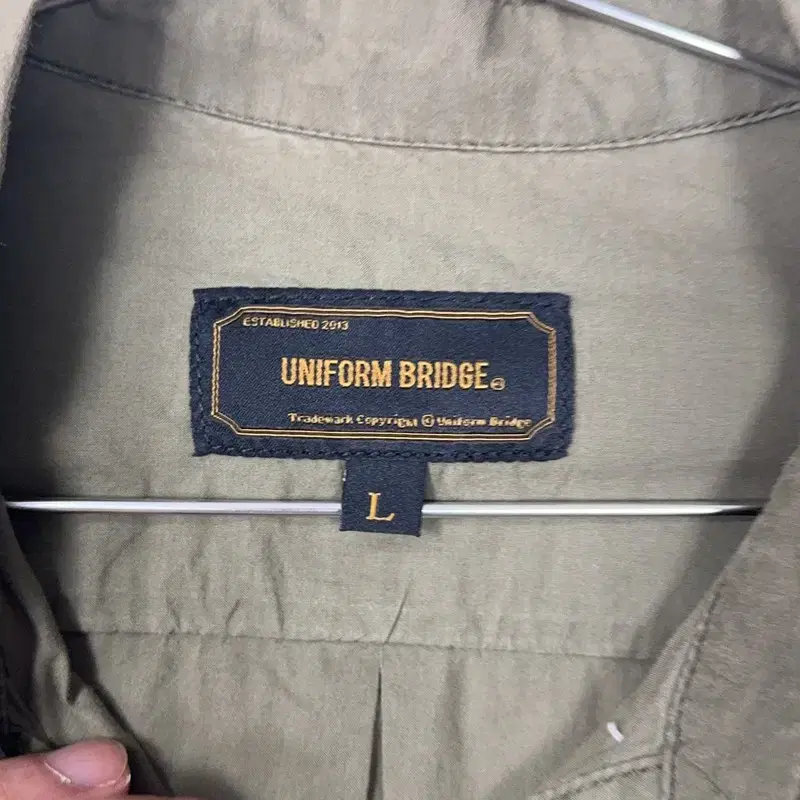 ESTABLISHED 2013
UNIFORM BRIDGE
Trademark Copyright © Uniform Bridge
L